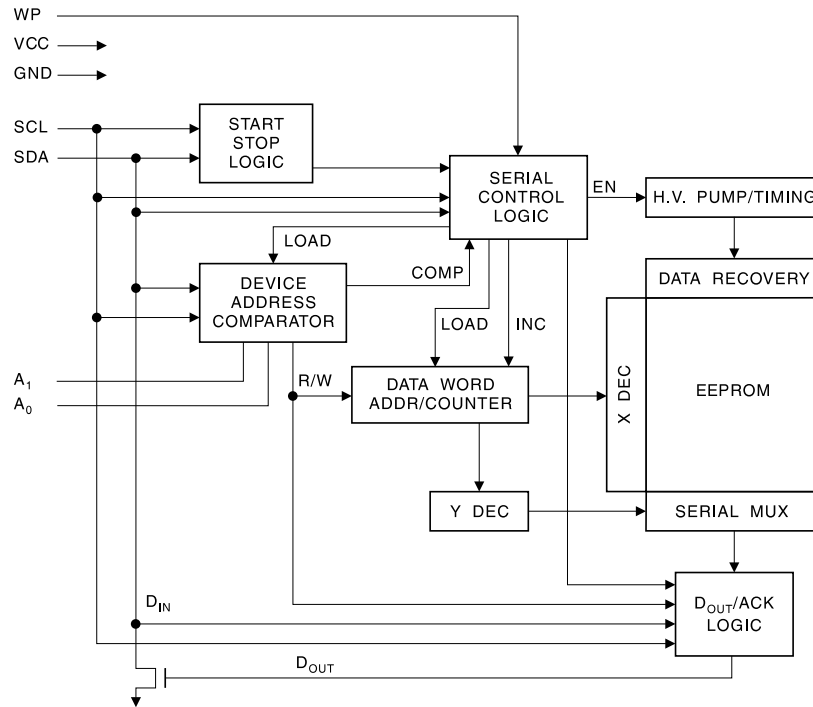 WP
VCC
GND
SCL
SDA
START
STOP
LOGIC
SERIAL
CONTROL
LOGIC
EN
H.V. PUMP/TIMING
LOAD
COMP
DEVICE
ADDRESS
COMPARATOR
DATA RECOVERY
LOAD
INC
A1
A0
R/W
DATA WORD
ADDR/COUNTER
X DEC
EEPROM
Y DEC
SERIAL MUX
DIN
DOUT/ACK
LOGIC
DOUT